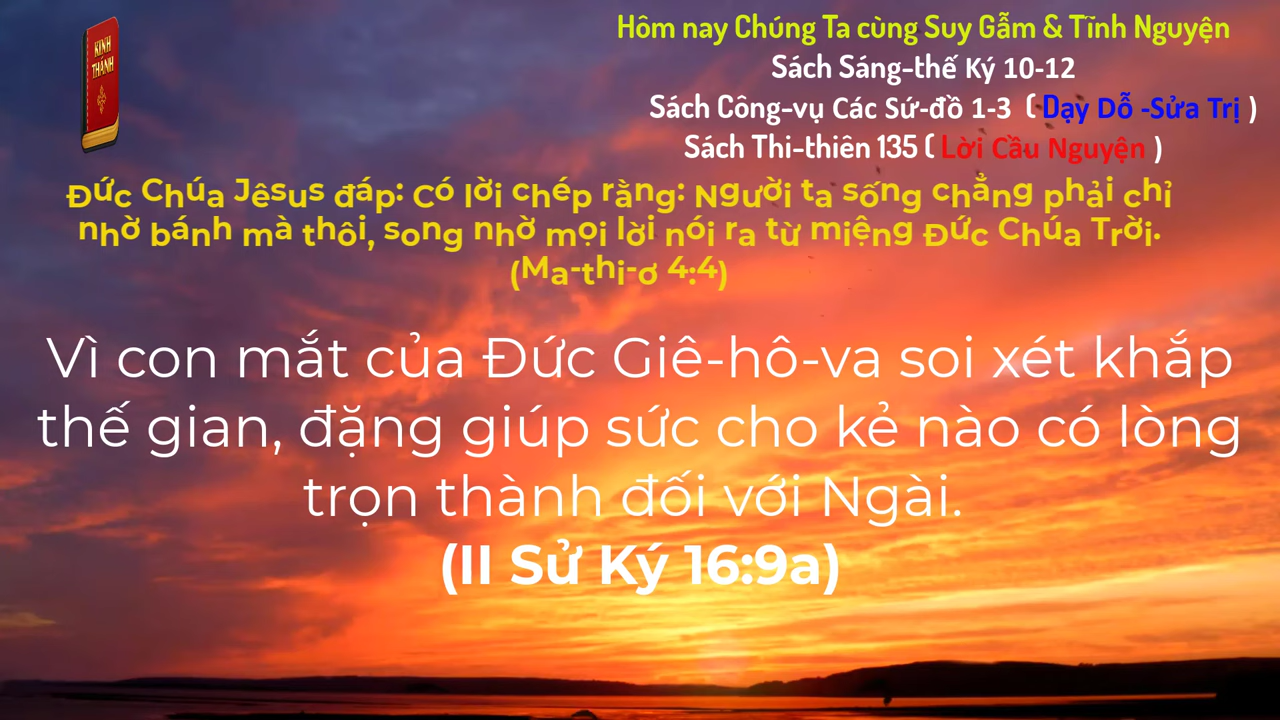 KINH
THÁNH
Hôm nay Chúng Ta cùng Suy Gẫm & Tĩnh Nguyện
Sách Sáng-thế Ký 10-12
Sách Công-vụ Các Sứ-đồ 1-3 ( Dạy Dỗ -Sửa Trị )
Sách Thi-thiên 135 ( Lời Cầu Nguyện )
Đức Chúa Jêsus đáp: Có lời chép rằng: Người ta sống chẳng phải chỉ
nhờ bánh mà thôi, song nhờ mọi lời nói ra từ miệng Đức Chúa Trời.
(Ma-thi-ơ 4:4)
Vì con mắt của Đức Giê-hô-va soi xét khắp
thế gian, đặng giúp sức cho kẻ nào có lòng
trọn thành đối với Ngài.
(II Sử Ký 16:9a)